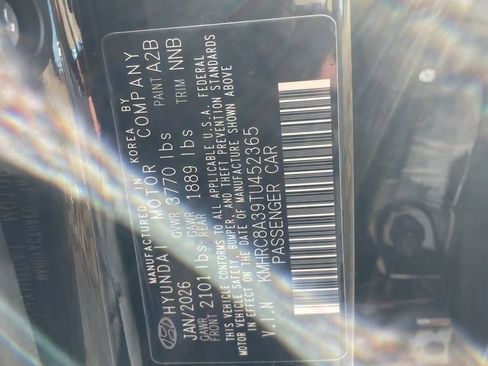 MANUFACTURED IN KOREA BY
HYUNDAI MOTOR COMPANY
JAN/2026 GVWR 3770 lbs PAINT A2B
GAWR FRONT 2101 lbs GAWR REAR 1889 lbs TRIM NNB
THIS VEHICLE CONFORMS TO ALL APPLICABLE U.S.A. FEDERAL
MOTOR VEHICLE SAFETY, BUMPER, AND THEFT PREVENTION STANDARDS
IN EFFECT ON THE DATE OF MANUFACTURE SHOWN ABOVE
V.I.N KMHRC8A39TU452365
PASSENGER CAR